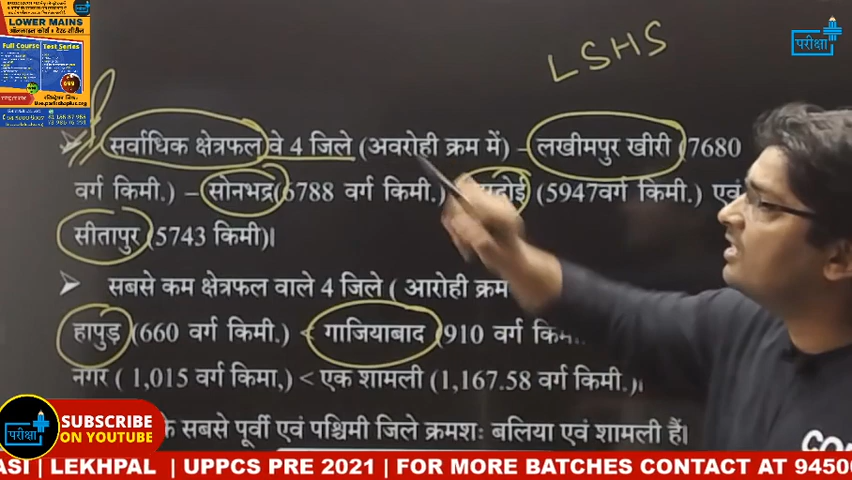 LOWER MAINS
ऑनलाइन कोर्स + टेस्ट सीरीज
Full Course
Test Series
परीक्षा
LSHS
सर्वाधिक क्षेत्रफल वे 4 जिले (अवरोही क्रम में) – लखीमपुर खीरी (7680
वर्ग किमी.) – सोनभद्र(6788 वर्ग किमी.) (5947वर्ग किमी.) एवं
सीतापुर (5743 किमी)।
सबसे कम क्षेत्रफल वाले 4 जिले ( आरोही क्रम
हापुड़ (660 वर्ग किमी. < गाजियाबाद (910 वर्ग
नगर ( 1,015 वर्ग किमा,) < एक शामली (1,167.58 वर्ग किमी.)।
के सबसे पूर्वी एवं पश्चिमी जिले क्रमशः बलिया एवं शामली हैं।
परीक्षा
SUBSCRIBE
ON YOUTUBE
ASI | LEKHPAL | UPPCS PRE 2021 | FOR MORE BATCHES CONTACT AT 9450